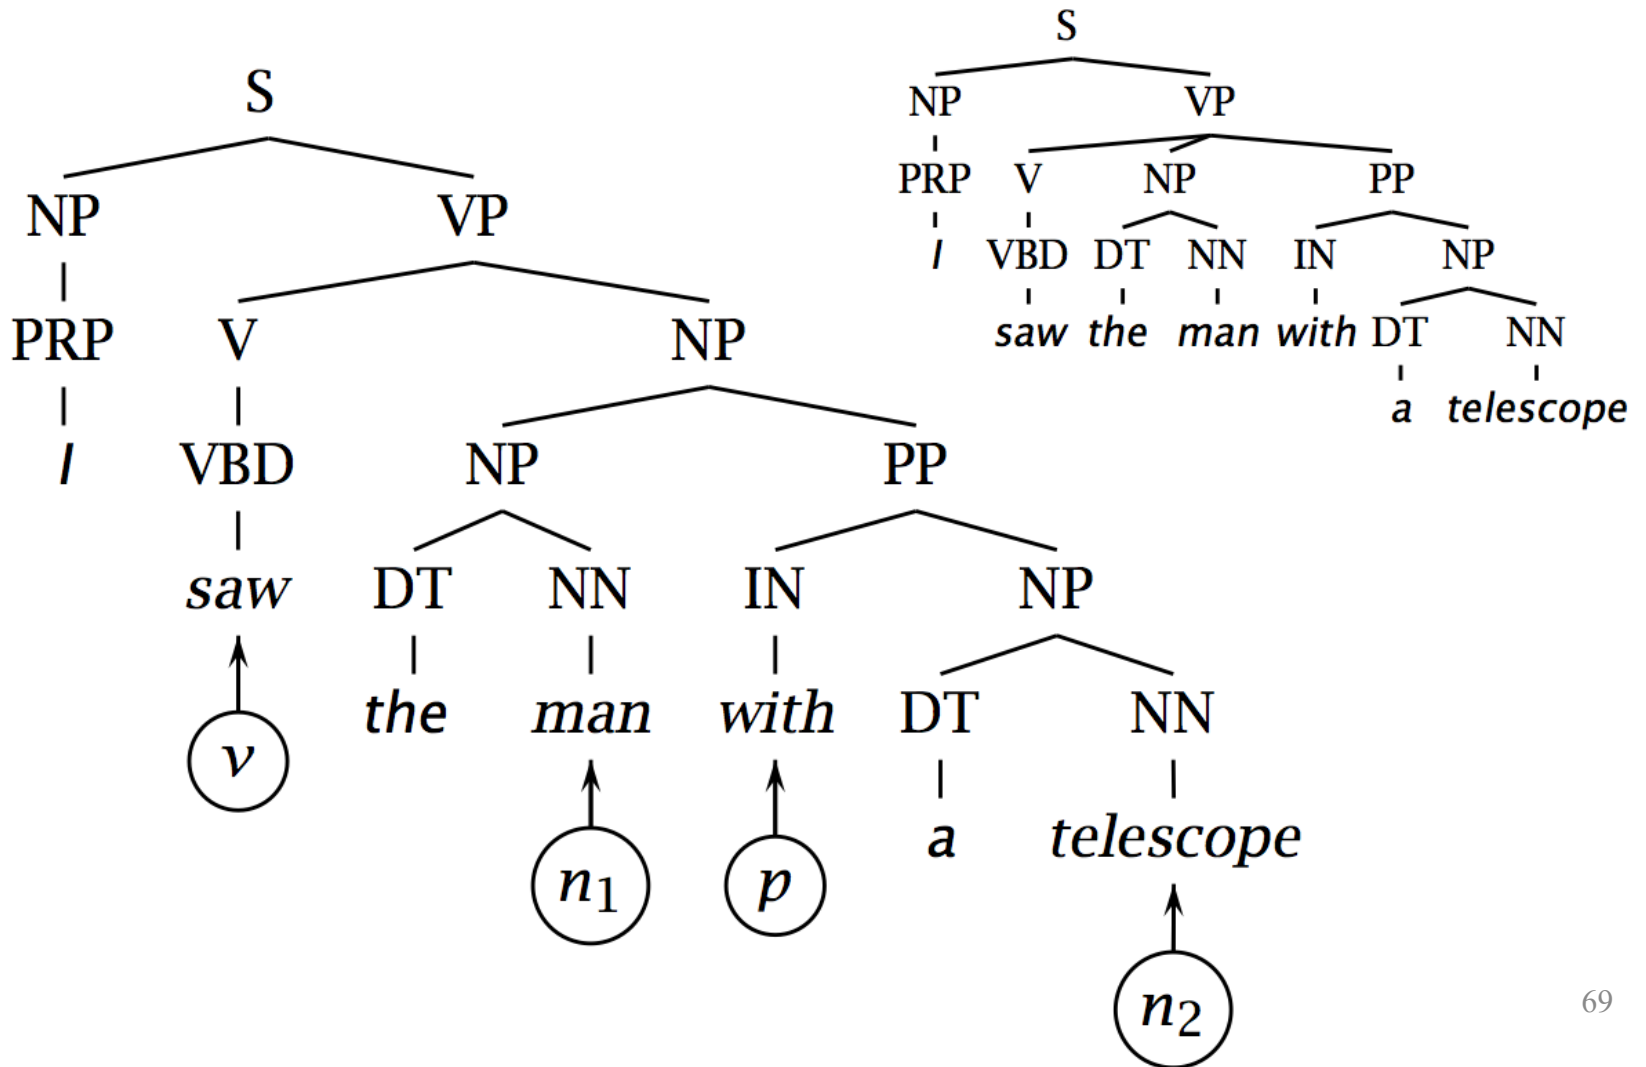 S
NP VP
PRP V NP
I VBD NP PP
saw DT NN IN NP
v the man with DT NN
n1 p a telescope
n2
S
NP VP
PRP V NP PP
I VBD DT NN IN NP
saw the man with DT NN
a telescope
69